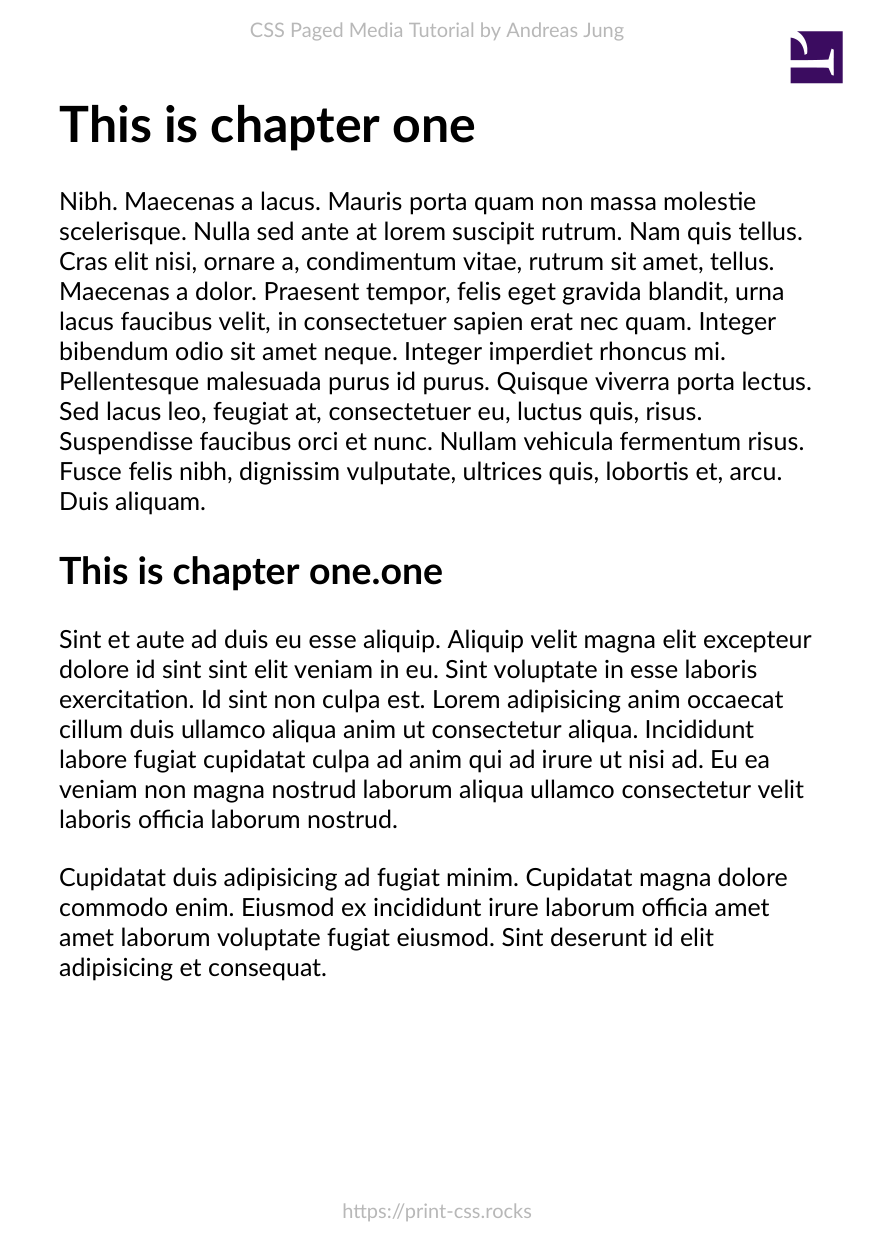 CSS Paged Media Tutorial by Andreas Jung
This is chapter one
Nibh. Maecenas a lacus. Mauris porta quam non massa molestie
scelerisque. Nulla sed ante at lorem suscipit rutrum. Nam quis tellus.
Cras elit nisi, ornare a, condimentum vitae, rutrum sit amet, tellus.
Maecenas a dolor. Praesent tempor, felis eget gravida blandit, urna
lacus faucibus velit, in consectetuer sapien erat nec quam. Integer
bibendum odio sit amet neque. Integer imperdiet rhoncus mi.
Pellentesque malesuada purus id purus. Quisque viverra porta lectus.
Sed lacus leo, feugiat at, consectetuer eu, luctus quis, risus.
Suspendisse faucibus orci et nunc. Nullam vehicula fermentum risus.
Fusce felis nibh, dignissim vulputate, ultrices quis, lobortis et, arcu.
Duis aliquam.
This is chapter one.one
Sint et aute ad duis eu esse aliquip. Aliquip velit magna elit excepteur
dolore id sint sint elit veniam in eu. Sint voluptate in esse laboris
exercitation. Id sint non culpa est. Lorem adipisicing anim occaecat
cillum duis ullamco aliqua anim ut consectetur aliqua. Incididunt
labore fugiat cupidatat culpa ad anim qui ad irure ut nisi ad. Eu ea
veniam non magna nostrud laborum aliqua ullamco consectetur velit
laboris officia laborum nostrud.
Cupidatat duis adipisicing ad fugiat minim. Cupidatat magna dolore
commodo enim. Eiusmod ex incididunt irure laborum officia amet
amet laborum voluptate fugiat eiusmod. Sint deserunt id elit
adipisicing et consequat.
https://print-css.rocks